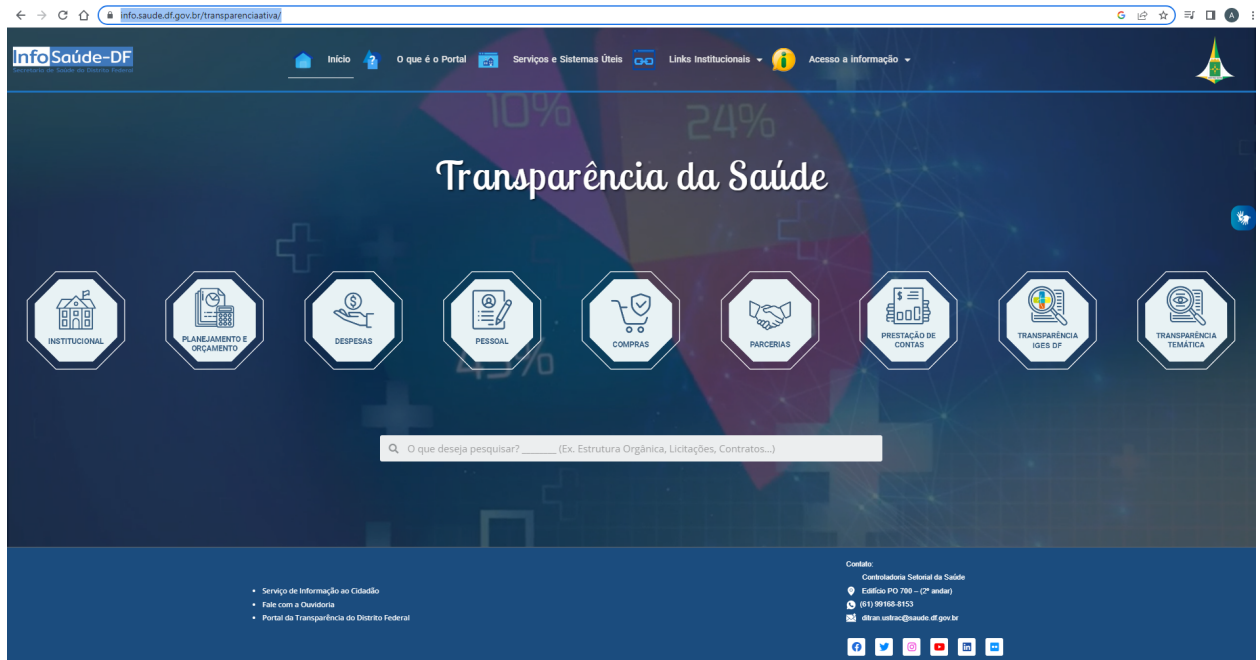 info.saude.df.gov.br/transparenciaativa/
InfoSaúde-DF
Secretaria de Saúde do Distrito Federal
Início
O que é o Portal
Serviços e Sistemas Úteis
Links Institucionais
Acesso a informação
10%
24%
Transparência da Saúde
INSTITUCIONAL
PLANEJAMENTO E
ORÇAMENTO
DESPESAS
PESSOAL
COMPRAS
PARCERIAS
PRESTAÇÃO DE
CONTAS
TRANSPARÊNCIA
IGES DF
TRANSPARÊNCIA
TEMÁTICA
45%
O que deseja pesquisar? _______ (Ex. Estrutura Orgânica, Licitações, Contratos...)
• Serviço de Informação ao Cidadão
• Fale com a Ouvidoria
• Portal da Transparência do Distrito Federal
Contato:
Controladoria Setorial da Saúde
Edifício PO 700 – (2º andar)
(61) 99168-8153
ditran.ustrac@saude.df.gov.br